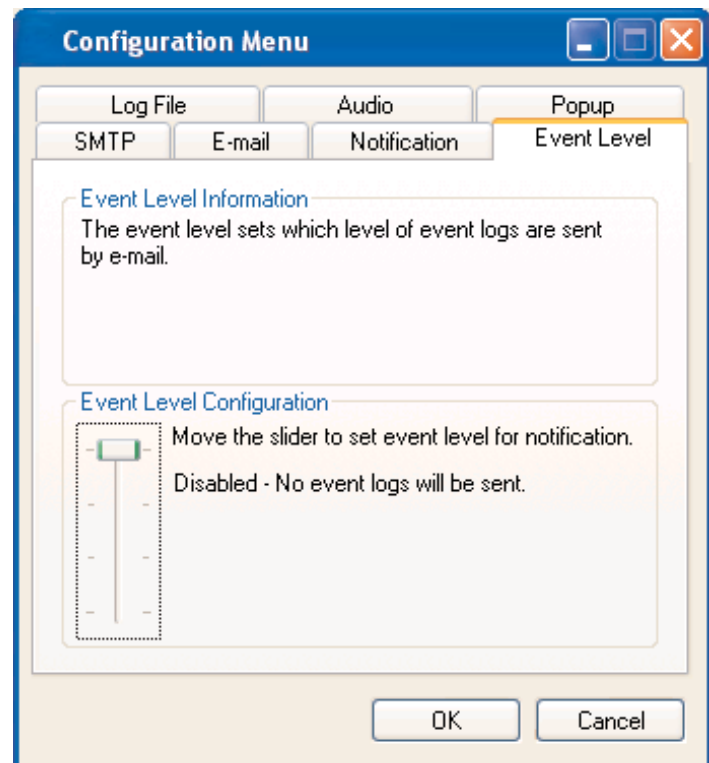 Configuration Menu
Log File
Audio
Popup
SMTP
E-mail
Notification
Event Level
Event Level Information
The event level sets which level of event logs are sent
by e-mail.
Event Level Configuration
Move the slider to set event level for notification.
Disabled - No event logs will be sent.
OK
Cancel